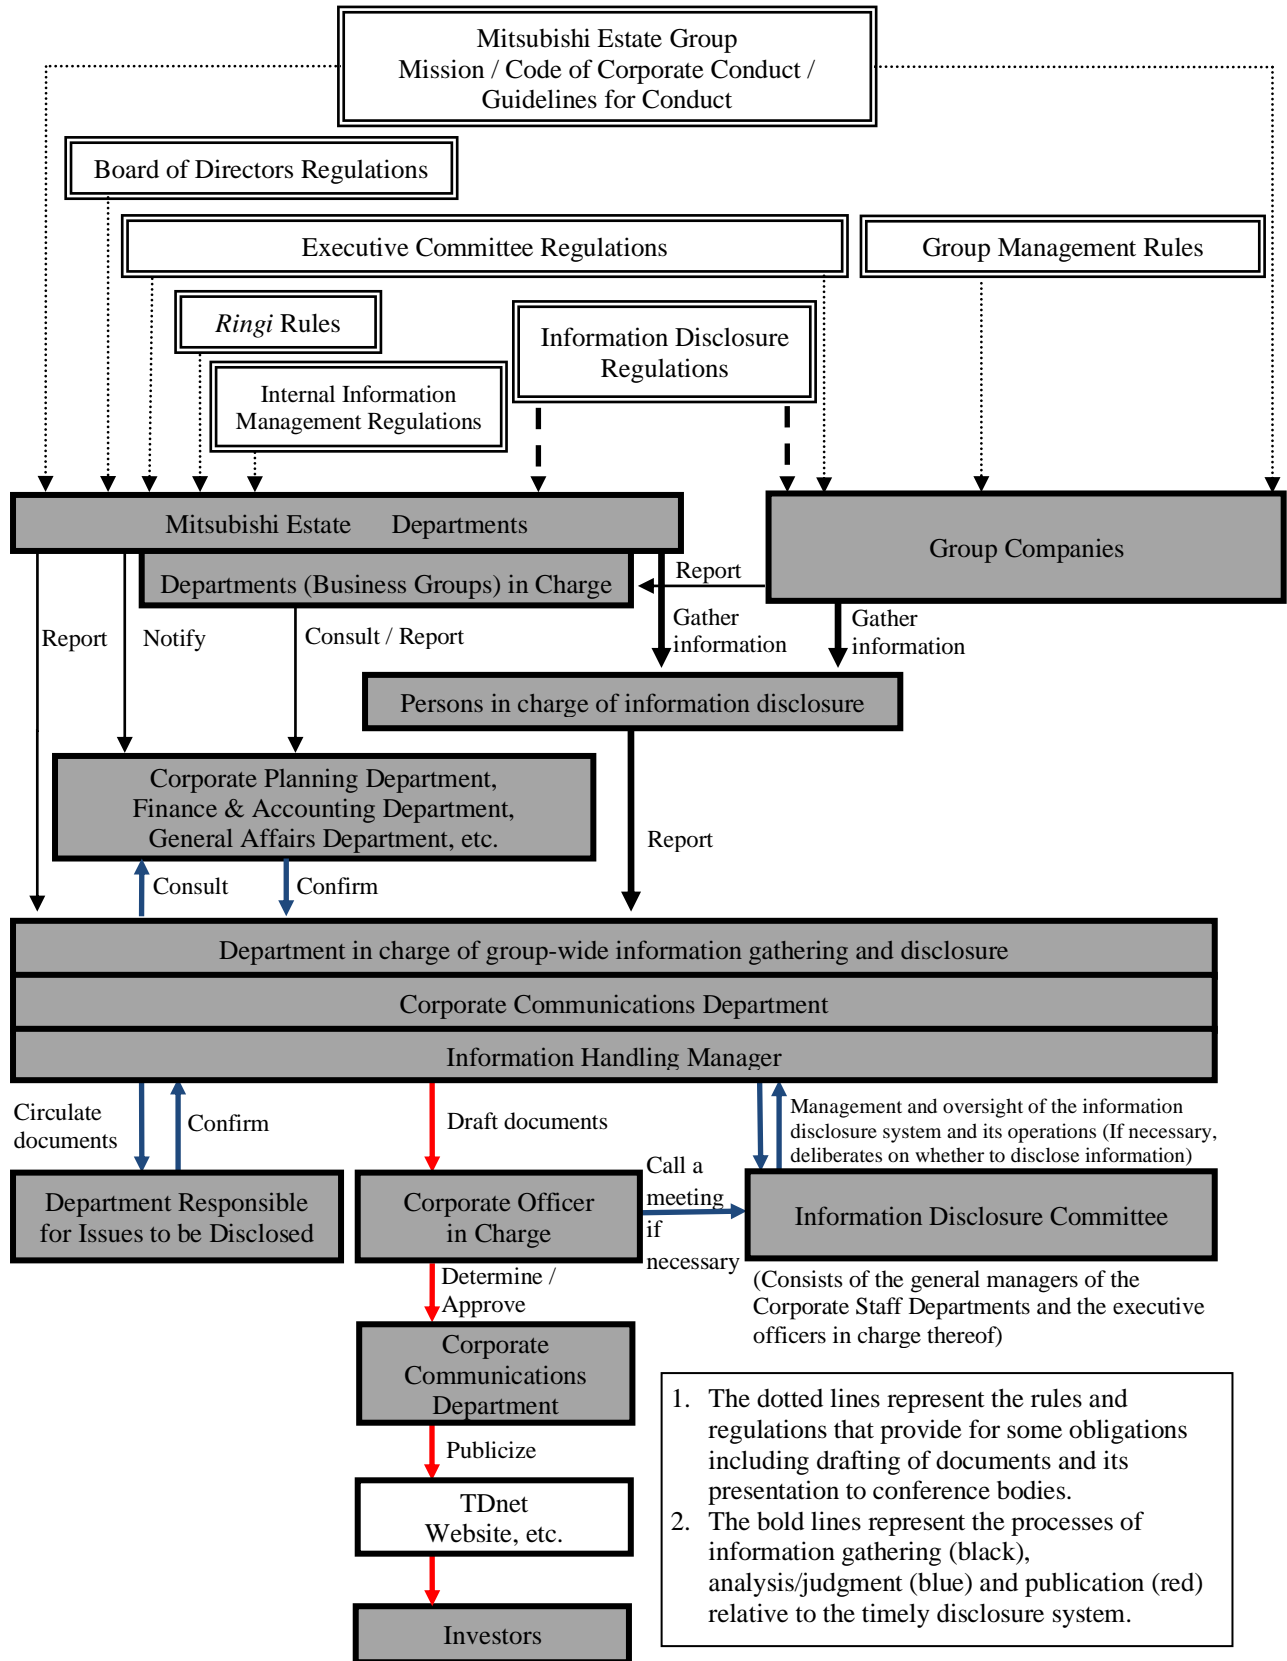 Mitsubishi Estate Group
Mission / Code of Corporate Conduct /
Guidelines for Conduct
Board of Directors Regulations
Executive Committee Regulations
Group Management Rules
Ringi Rules
Information Disclosure
Regulations
Internal Information
Management Regulations
Mitsubishi Estate Departments
Group Companies
Departments (Business Groups) in Charge
Report
Report
Notify
Consult / Report
Gather
information
Gather
information
Persons in charge of information disclosure
Corporate Planning Department,
Finance & Accounting Department,
General Affairs Department, etc.
Report
Consult
Confirm
Department in charge of group-wide information gathering and disclosure
Corporate Communications Department
Information Handling Manager
Circulate
documents
Confirm
Draft documents
Management and oversight of the information
disclosure system and its operations (If necessary,
deliberates on whether to disclose information)
Call a
meeting
if
necessary
Department Responsible
for Issues to be Disclosed
Corporate Officer
in Charge
Information Disclosure Committee
(Consists of the general managers of the
Corporate Staff Departments and the executive
officers in charge thereof)
Determine /
Approve
Corporate
Communications
Department
Publicize
TDnet
Website, etc.
Investors
1. The dotted lines represent the rules and
regulations that provide for some obligations
including drafting of documents and its
presentation to conference bodies.
2. The bold lines represent the processes of
information gathering (black),
analysis/judgment (blue) and publication (red)
relative to the timely disclosure system.